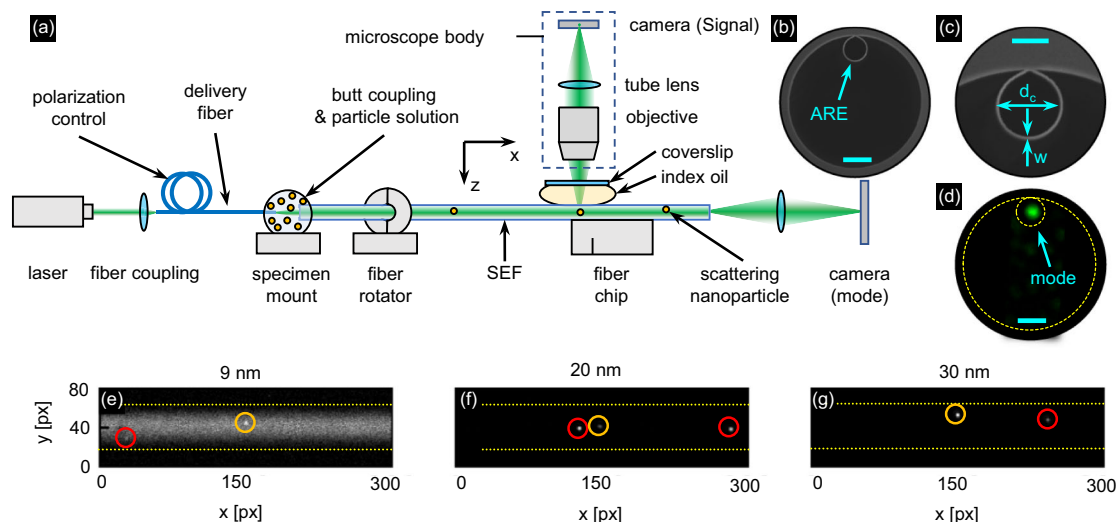 (a)
microscope body
camera (Signal)
tube lens
objective
coverslip
index oil
polarization
control
delivery
fiber
butt coupling
& particle solution
x
z
laser
fiber coupling
specimen
mount
fiber
rotator
SEF
fiber
chip
scattering
nanoparticle
camera
(mode)
(b)
ARE
(c)
d_c
w
(d)
mode
9 nm
20 nm
30 nm
(e)
(f)
(g)
80
40
0
y [px]
0
150
300
x [px]
0
150
300
x [px]
0
150
300
x [px]